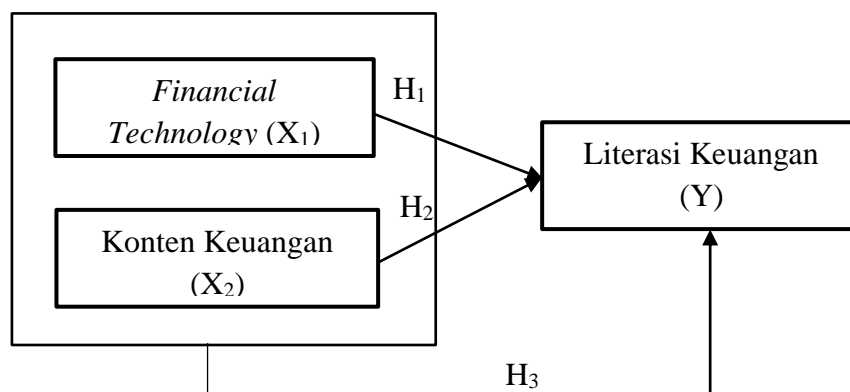 Financial
Technology (X₁)
H₁
Literasi Keuangan
(Y)
H₂
Konten Keuangan
(X₂)
H₃